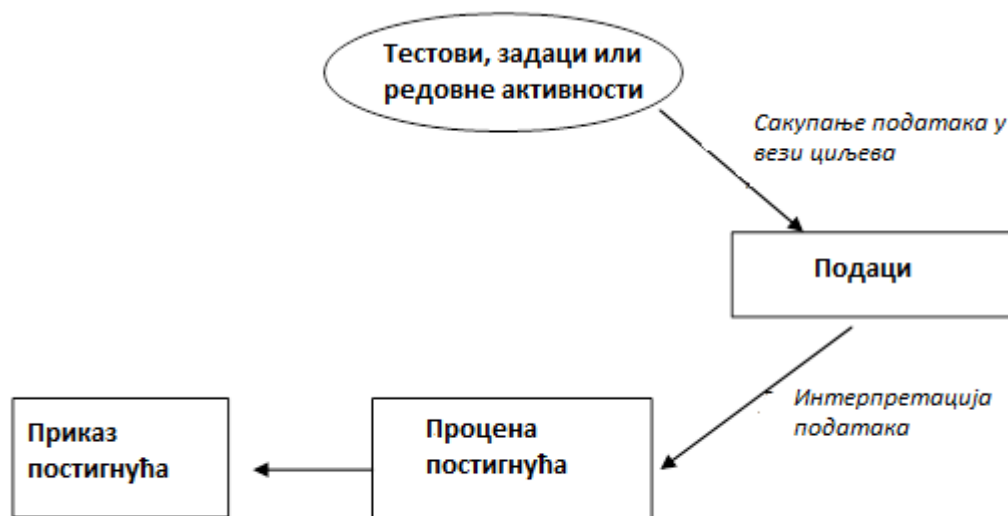 Тестови, задаци или
редовне активности
Сакупање података у
вези циљева
Подаци
Интерпретација
података
Процена
постигнућа
Приказ
постигнућа